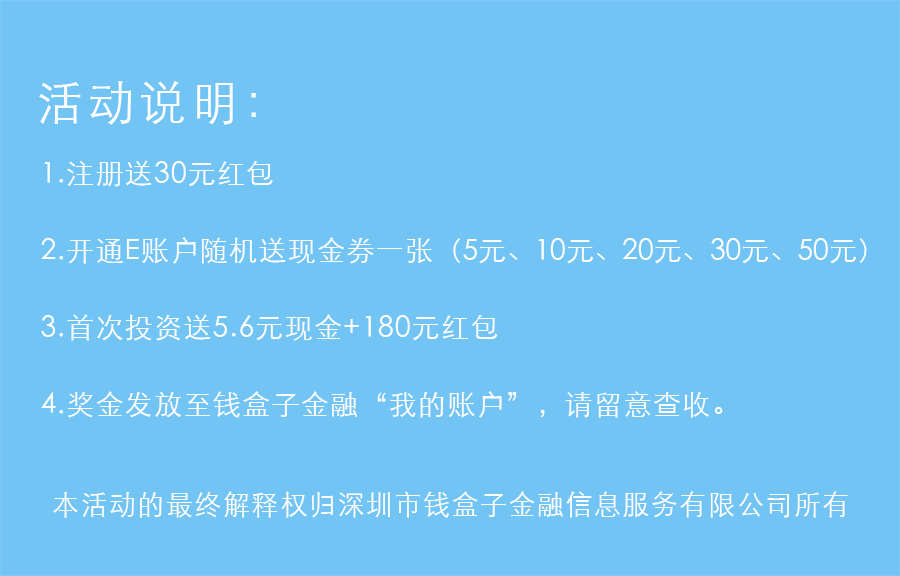 活动说明：
1.注册送30元红包
2.开通E账户随机送现金券一张（5元、10元、20元、30元、50元）
3.首次投资送5.6元现金+180元红包
4.奖金发放至钱盒子金融“我的账户”，请留意查收。
本活动的最终解释权归深圳市钱盒子金融信息服务有限公司所有